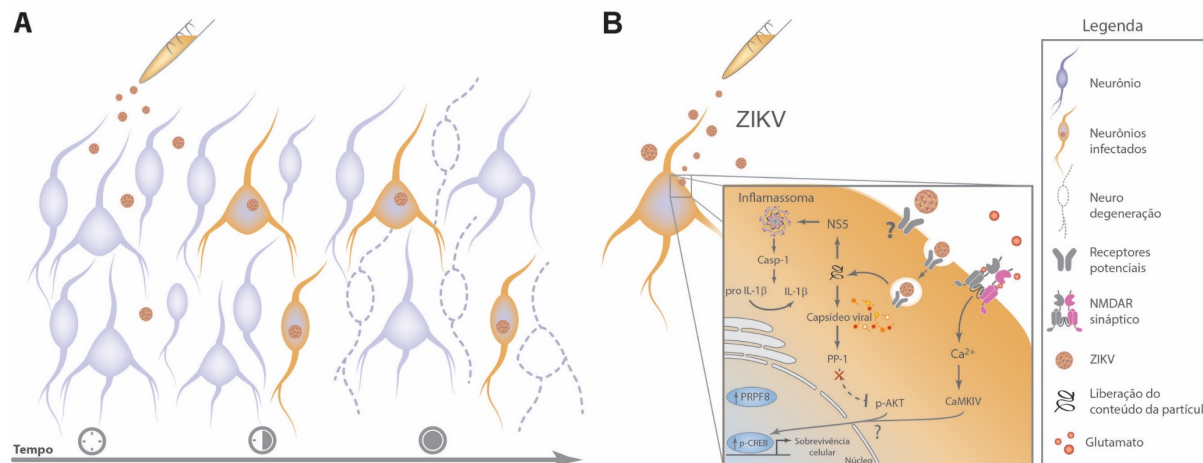 A
Tempo
B
ZIKV
Inflamassoma
NS5
?
Casp-1
pro IL-1β
IL-1β
Capsídeo viral
PP-1
Ca2+
PRPF8
p-AKT
CaMKIV
?
p-CREB
Sobrevivência
celular
Núcleo
Legenda
Neurônio
Neurônios
infectados
Neuro
degeneração
Receptores
potenciais
NMDAR
sináptico
ZIKV
Liberação do
conteúdo da partícul
Glutamato